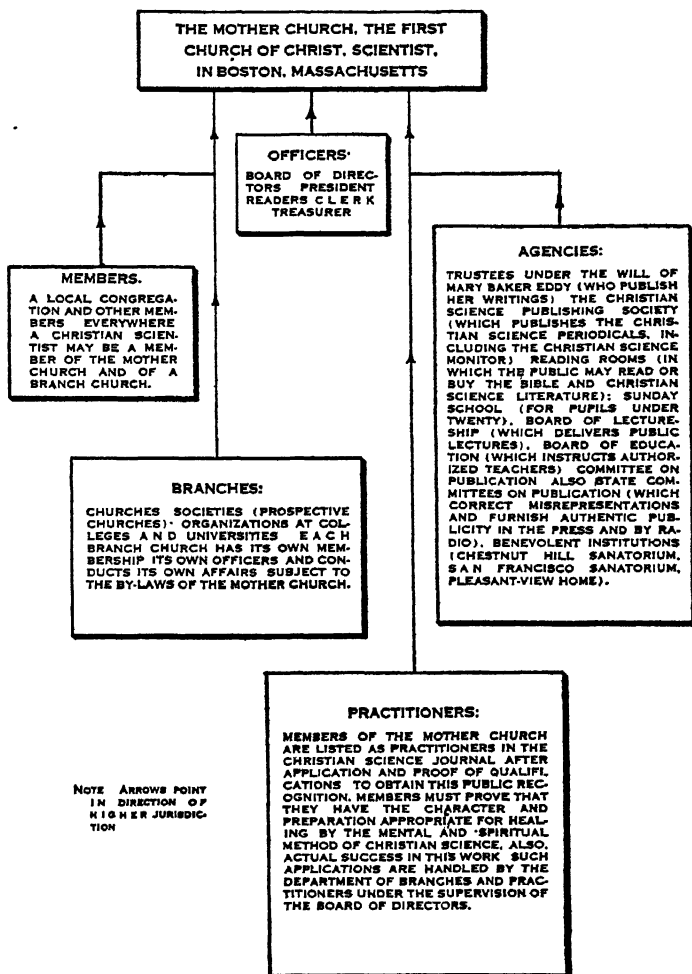 THE MOTHER CHURCH, THE FIRST
CHURCH OF CHRIST, SCIENTIST,
IN BOSTON, MASSACHUSETTS
OFFICERS·
BOARD OF DIREC-
TORS PRESIDENT
READERS CLERK
TREASURER
MEMBERS.
A LOCAL CONGREGA-
TION AND OTHER MEM-
BERS EVERYWHERE
A CHRISTIAN SCIEN-
TIST MAY BE A MEM-
BER OF THE MOTHER
CHURCH AND OF A
BRANCH CHURCH.
AGENCIES:
TRUSTEES UNDER THE WILL OF
MARY BAKER EDDY (WHO PUBLISH
HER WRITINGS) THE CHRISTIAN
SCIENCE PUBLISHING SOCIETY
(WHICH PUBLISHES THE CHRIS-
TIAN SCIENCE PERIODICALS, IN-
CLUDING THE CHRISTIAN SCIENCE
MONITOR) READING ROOMS (IN
WHICH THE PUBLIC MAY READ OR
BUY THE BIBLE AND CHRISTIAN
SCIENCE LITERATURE); SUNDAY
SCHOOL (FOR PUPILS UNDER
TWENTY), BOARD OF LECTURE-
SHIP (WHICH DELIVERS PUBLIC
LECTURES), BOARD OF EDUCA-
TION (WHICH INSTRUCTS AUTHOR-
IZED TEACHERS) COMMITTEE ON
PUBLICATION ALSO STATE COM-
MITTEES ON PUBLICATION (WHICH
CORRECT MISREPRESENTATIONS
AND FURNISH AUTHENTIC PUB-
LICITY IN THE PRESS AND BY RA-
DIO), BENEVOLENT INSTITUTIONS
(CHESTNUT HILL SANATORIUM,
SAN FRANCISCO SANATORIUM,
PLEASANT-VIEW HOME).
BRANCHES:
CHURCHES SOCIETIES (PROSPECTIVE
CHURCHES)· ORGANIZATIONS AT COL-
LEGES AND UNIVERSITIES EACH
BRANCH CHURCH HAS ITS OWN MEM-
BERSHIP ITS OWN OFFICERS AND CON-
DUCTS ITS OWN AFFAIRS SUBJECT TO
THE BY-LAWS OF THE MOTHER CHURCH.
PRACTITIONERS:
MEMBERS OF THE MOTHER CHURCH
ARE LISTED AS PRACTITIONERS IN THE
CHRISTIAN SCIENCE JOURNAL AFTER
APPLICATION AND PROOF OF QUALIFI-
CATIONS TO OBTAIN THIS PUBLIC REC-
OGNITION, MEMBERS MUST PROVE THAT
THEY HAVE THE CHARACTER AND
PREPARATION APPROPRIATE FOR HEAL-
ING BY THE MENTAL AND SPIRITUAL
METHOD OF CHRISTIAN SCIENCE, ALSO,
ACTUAL SUCCESS IN THIS WORK SUCH
APPLICATIONS ARE HANDLED BY THE
DEPARTMENT OF BRANCHES AND PRAC-
TITIONERS UNDER THE SUPERVISION OF
THE BOARD OF DIRECTORS.
NOTE ARROWS POINT
IN DIRECTION OF
HIGHER JURISDIC-
TION